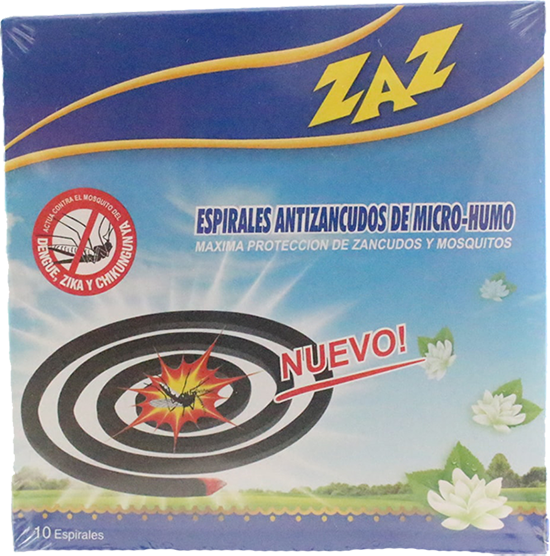 ZAZ
ESPIRALES ANTIZANCUDOS DE MICRO-HUMO
MAXIMA PROTECCION DE ZANCUDOS Y MOSQUITOS
ACTUA CONTRA EL MOSQUITO DEL
DENGUE, ZIKA Y CHIKUNGUNYA
NUEVO!
10 Espirales